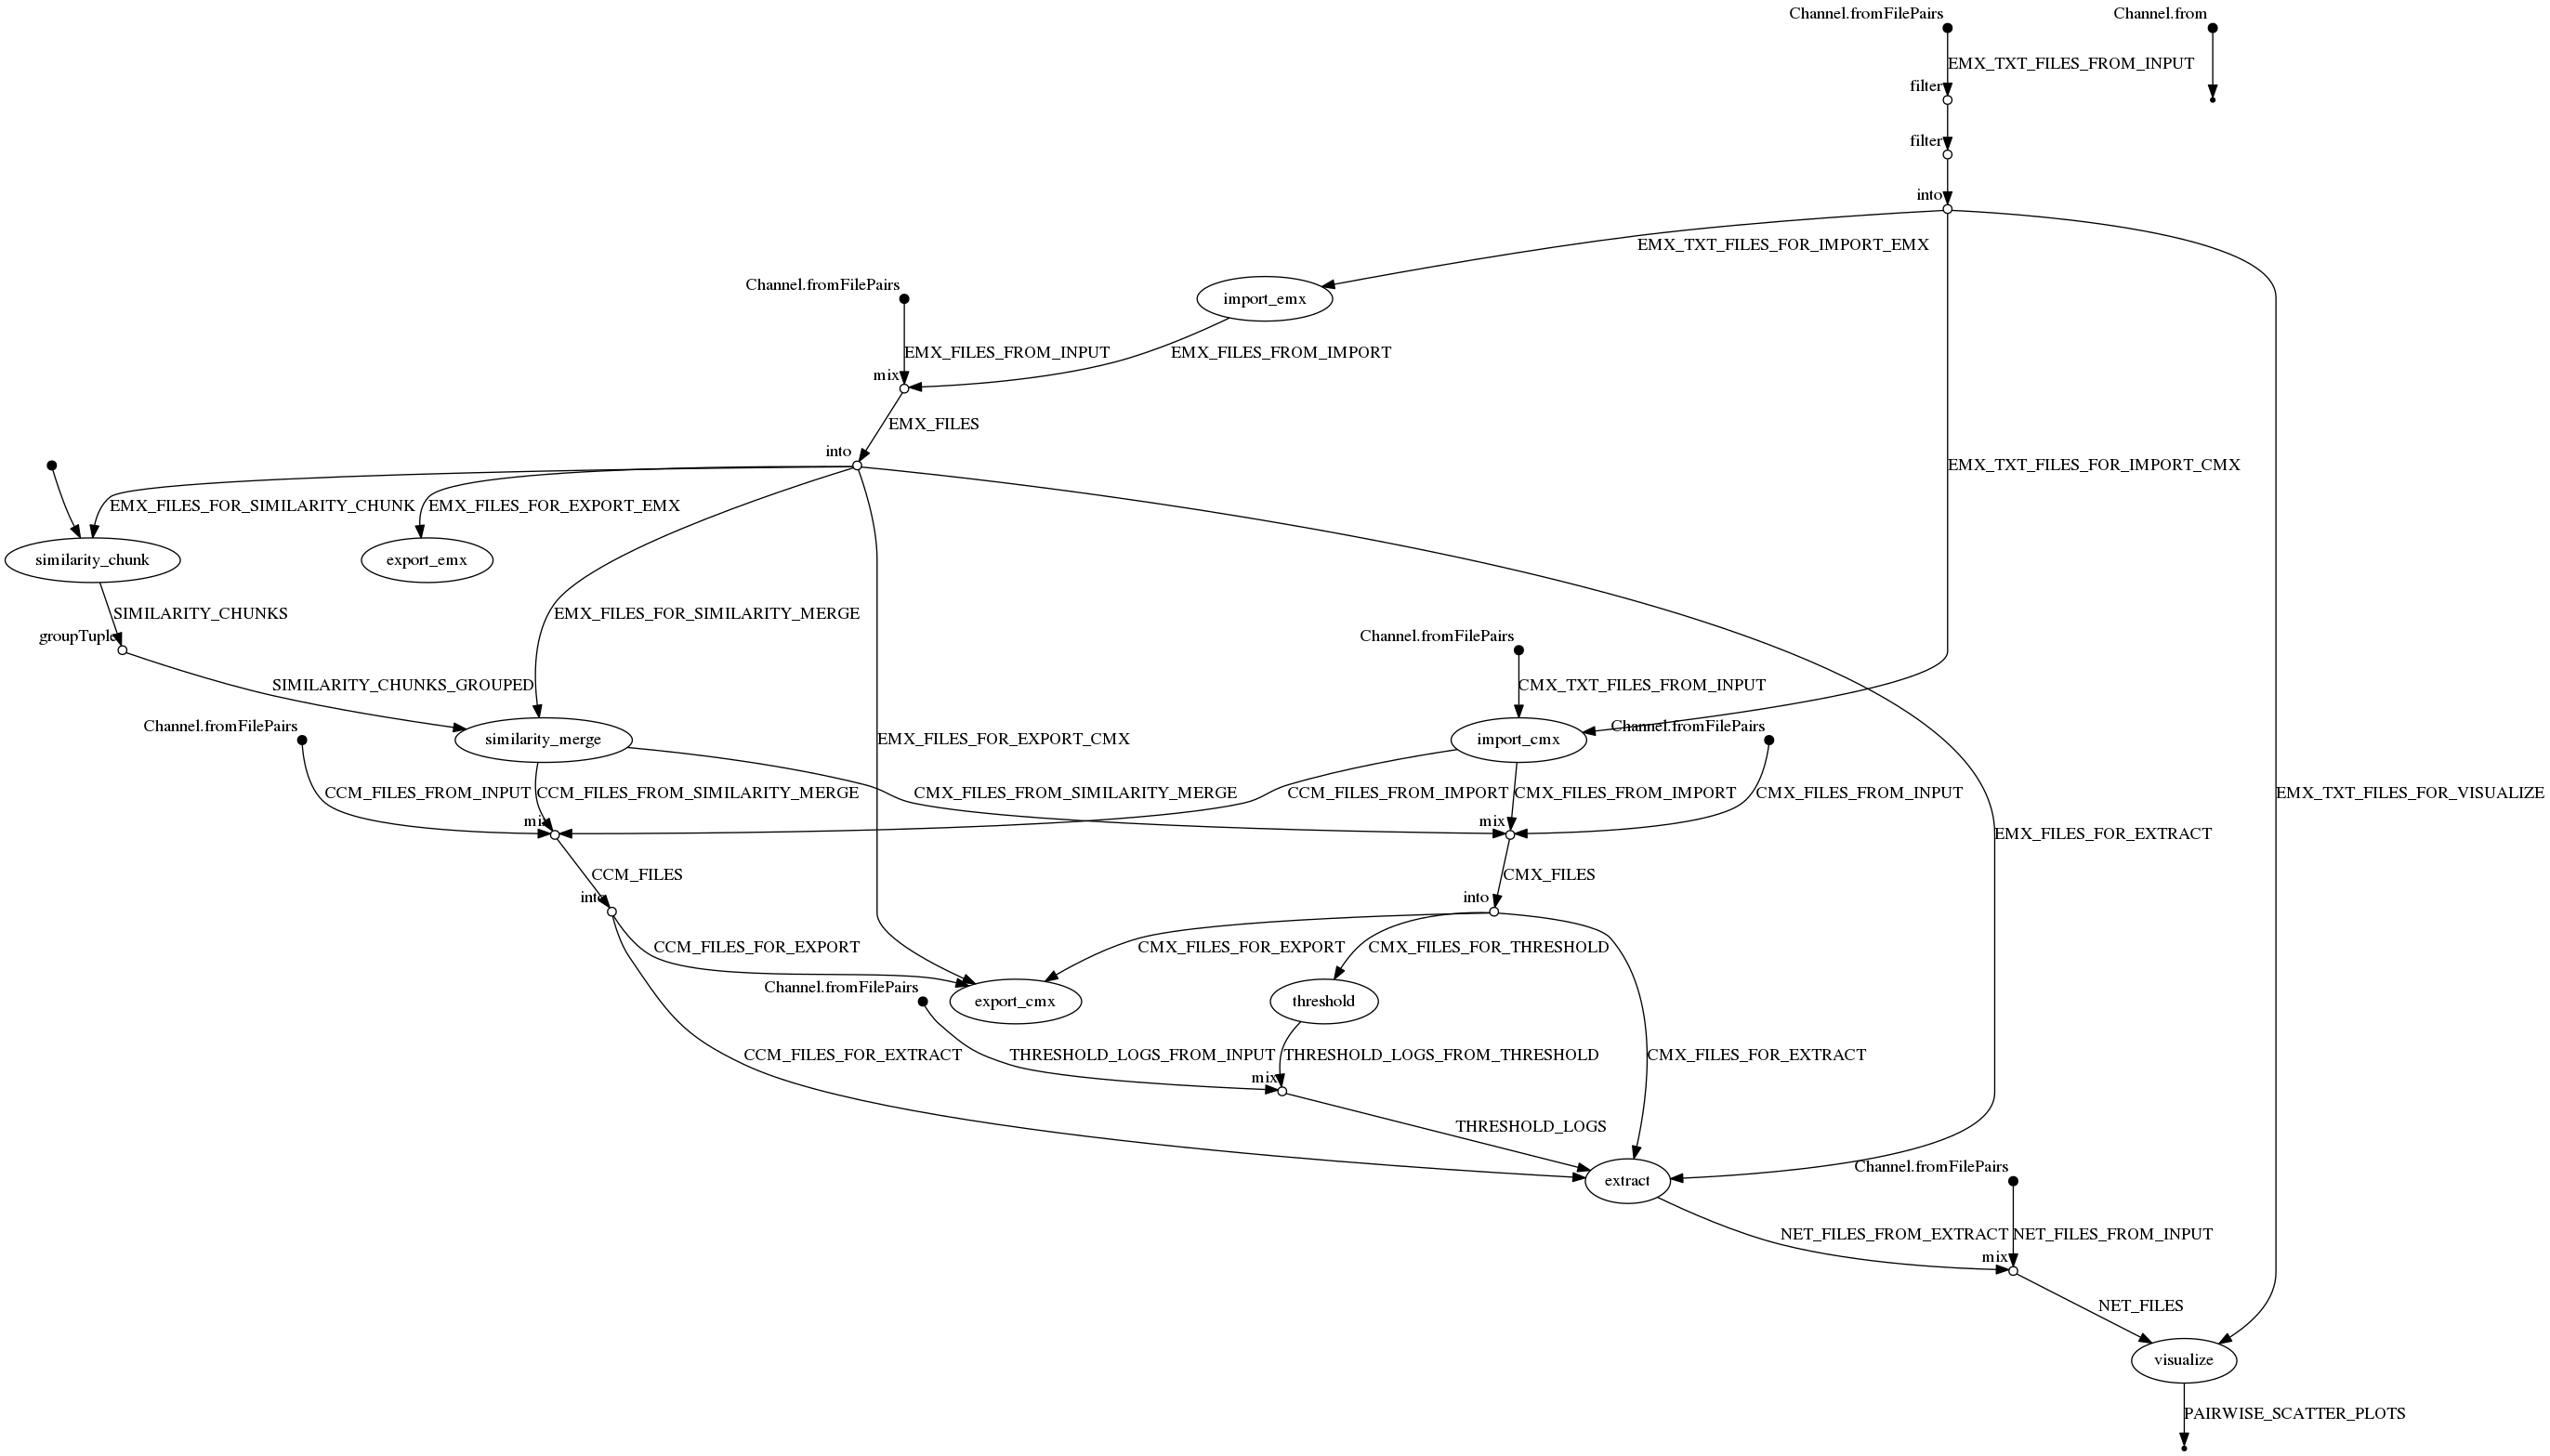 Channel.fromFilePairs
Channel.from
EMX_TXT_FILES_FROM_INPUT
filter
filter
into
EMX_TXT_FILES_FOR_IMPORT_EMX
Channel.fromFilePairs
import_emx
EMX_FILES_FROM_INPUT
EMX_FILES_FROM_IMPORT
mix
EMX_FILES
into
EMX_TXT_FILES_FOR_IMPORT_CMX
EMX_FILES_FOR_SIMILARITY_CHUNK
EMX_FILES_FOR_EXPORT_EMX
similarity_chunk
export_emx
SIMILARITY_CHUNKS
EMX_FILES_FOR_SIMILARITY_MERGE
groupTuple
Channel.fromFilePairs
SIMILARITY_CHUNKS_GROUPED
CMX_TXT_FILES_FROM_INPUT
Channel.fromFilePairs
Channel.fromFilePairs
similarity_merge
EMX_FILES_FOR_EXPORT_CMX
import_cmx
CCM_FILES_FROM_INPUT
CCM_FILES_FROM_SIMILARITY_MERGE
CMX_FILES_FROM_SIMILARITY_MERGE
CCM_FILES_FROM_IMPORT
CMX_FILES_FROM_IMPORT
CMX_FILES_FROM_INPUT
EMX_TXT_FILES_FOR_VISUALIZE
mix
mix
EMX_FILES_FOR_EXTRACT
CCM_FILES
CMX_FILES
into
into
CCM_FILES_FOR_EXPORT
CMX_FILES_FOR_EXPORT
CMX_FILES_FOR_THRESHOLD
Channel.fromFilePairs
export_cmx
threshold
CCM_FILES_FOR_EXTRACT
THRESHOLD_LOGS_FROM_INPUT
THRESHOLD_LOGS_FROM_THRESHOLD
CMX_FILES_FOR_EXTRACT
mix
THRESHOLD_LOGS
Channel.fromFilePairs
extract
NET_FILES_FROM_EXTRACT
NET_FILES_FROM_INPUT
mix
NET_FILES
visualize
PAIRWISE_SCATTER_PLOTS